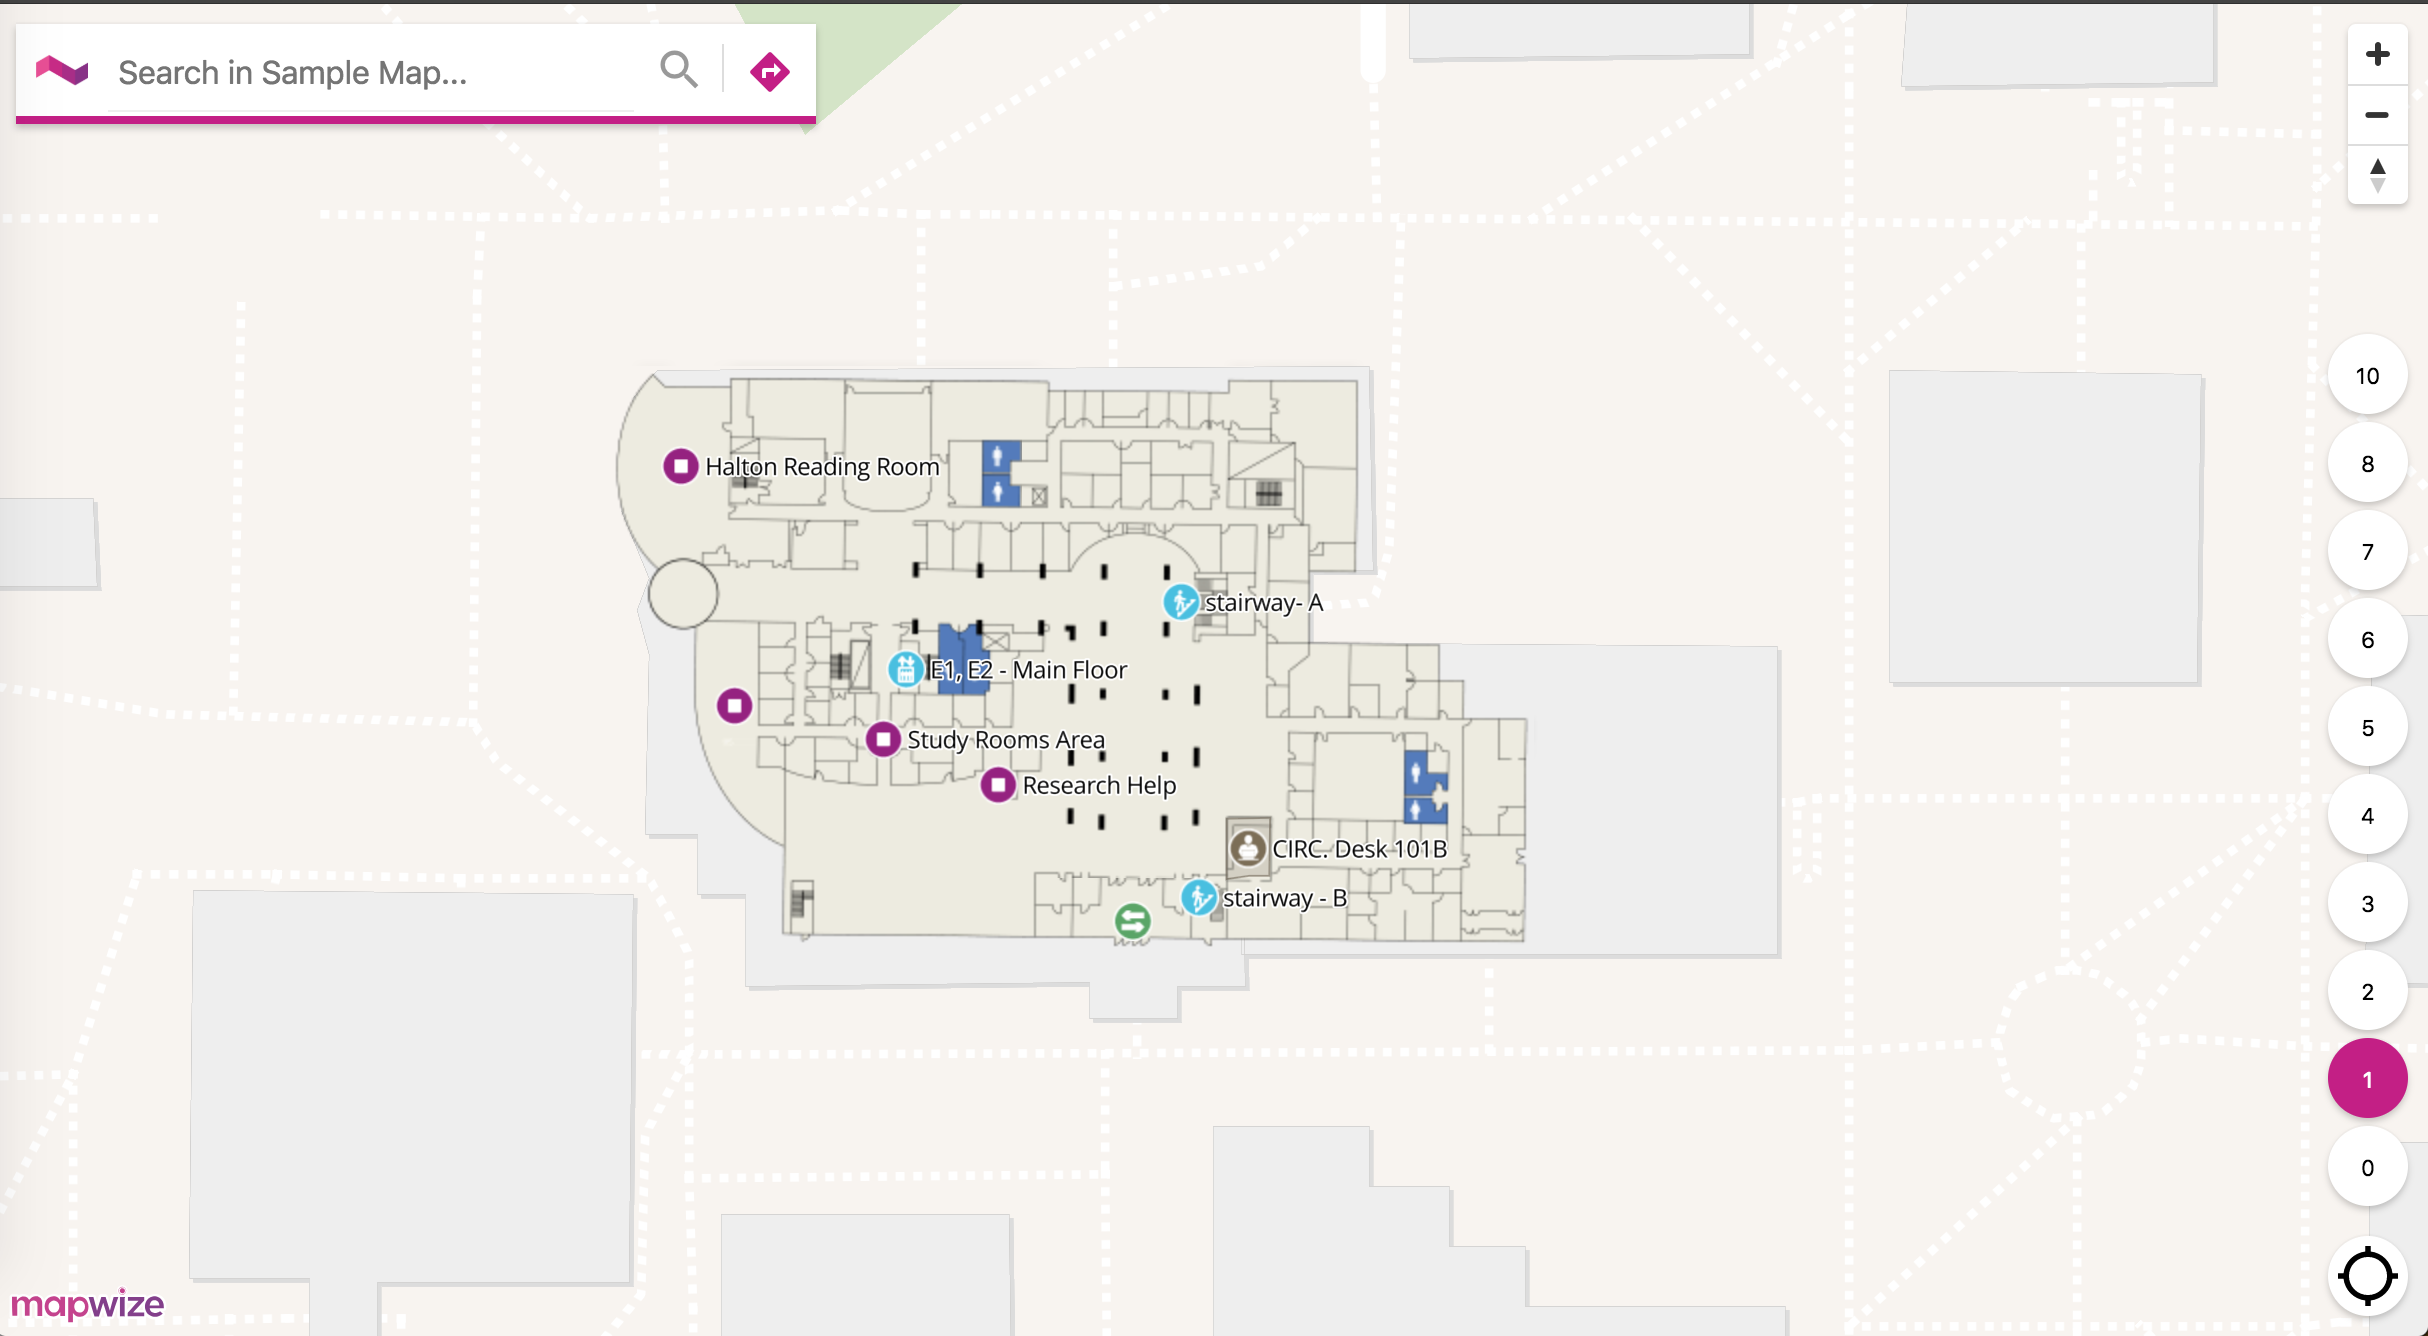 Search in Sample Map...
Halton Reading Room
stairway- A
E1, E2 - Main Floor
Study Rooms Area
Research Help
CIRC. Desk 101B
stairway - B
10
8
7
6
5
4
3
2
1
0
mapwize